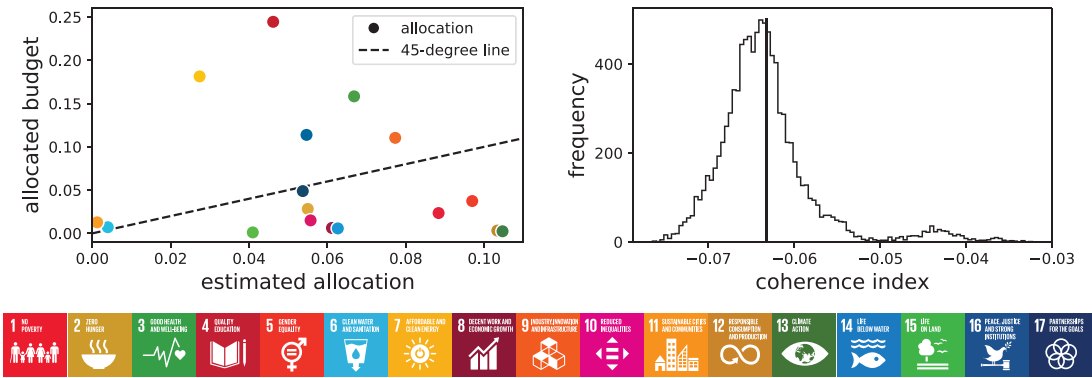 0.25
0.20
0.15
0.10
0.05
0.00
allocated budget
allocation
45-degree line
0.00
0.02
0.04
0.06
0.08
0.10
estimated allocation
400
200
0
frequency
−0.07
−0.06
−0.05
−0.04
−0.03
coherence index
1 NO
POVERTY
2 ZERO
HUNGER
3 GOOD HEALTH
AND WELL-BEING
4 QUALITY
EDUCATION
5 GENDER
EQUALITY
6 CLEAN WATER
AND SANITATION
7 AFFORDABLE AND
CLEAN ENERGY
8 DECENT WORK AND
ECONOMIC GROWTH
9 INDUSTRY, INNOVATION
AND INFRASTRUCTURE
10 REDUCED
INEQUALITIES
11 SUSTAINABLE CITIES
AND COMMUNITIES
12 RESPONSIBLE
CONSUMPTION
AND PRODUCTION
13 CLIMATE
ACTION
14 LIFE
BELOW WATER
15 LIFE
ON LAND
16 PEACE, JUSTICE
AND STRONG
INSTITUTIONS
17 PARTNERSHIPS
FOR THE GOALS